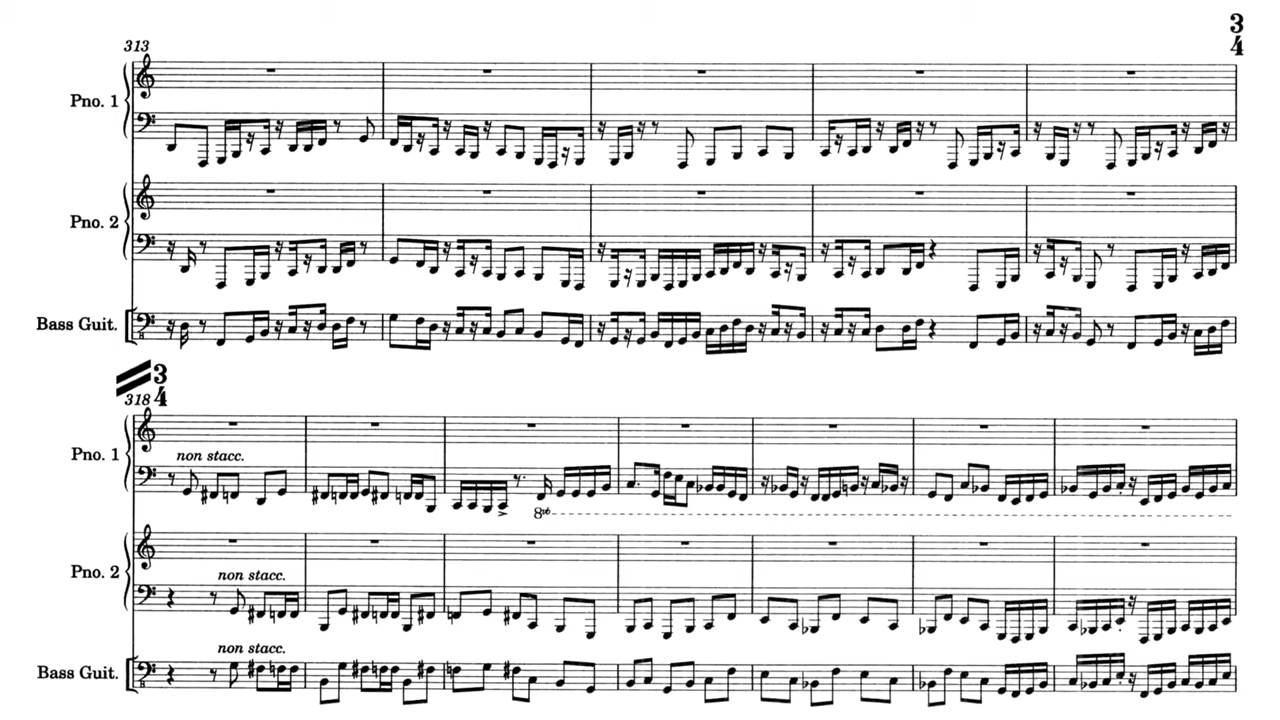 3
4
313
Pno. 1
Pno. 2
Bass Guit.
3
4
318
non stacc.
Pno. 1
8vb
non stacc.
Pno. 2
non stacc.
Bass Guit.